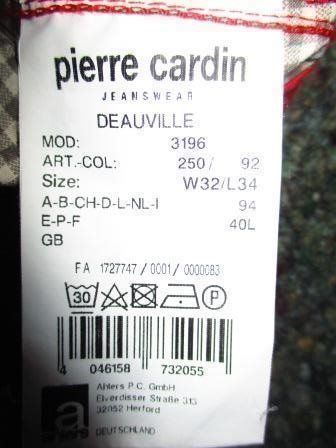 pierre cardin
JEANSWEAR
DEAUVILLE
MOD: 3196
ART.-COL: 250/ 92
Size: W32/L34
A-B-CH-D-L-NL-I 94
E-P-F 40L
GB
FA 1727747 / 0001 / 0000083
30 P
4 046158 732055
a
ahlers
Ahlers P.C. GmbH
Elverdisser Straße 313
32052 Herford
DEUTSCHLAND